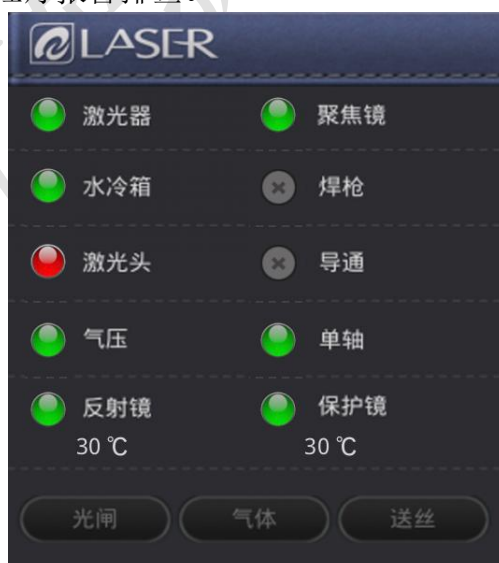 LASER
激光器 聚焦镜
水冷箱 焊枪
激光头 导通
气压 单轴
反射镜 保护镜
30 ℃ 30 ℃
光闸 气体 送丝